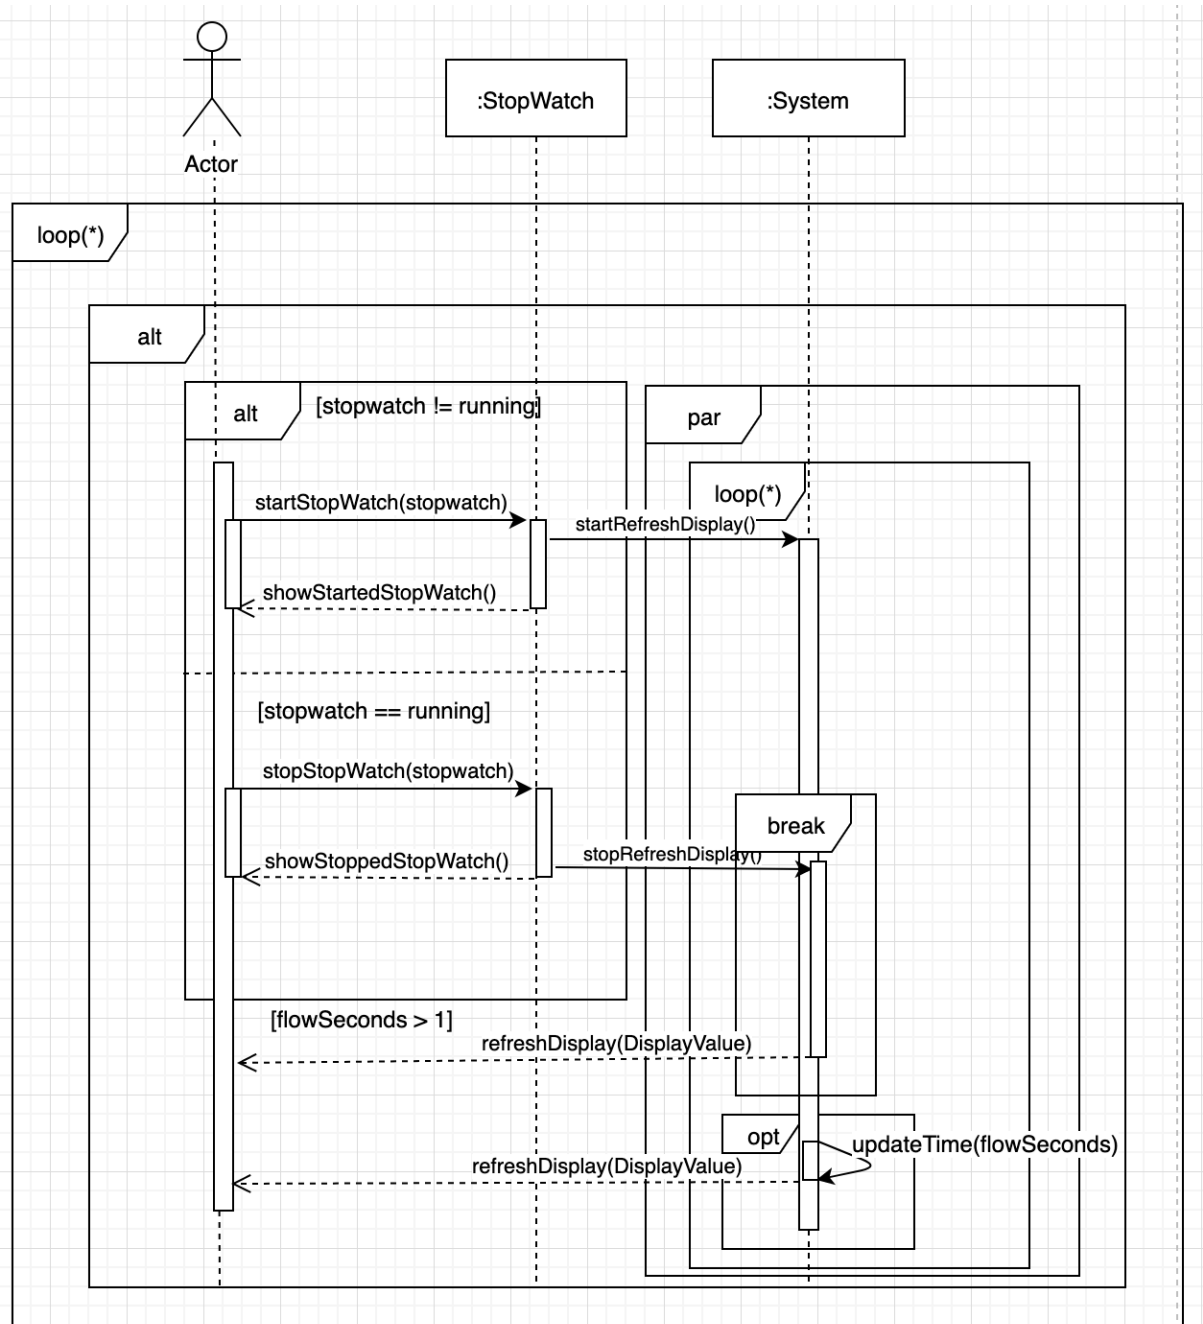 :StopWatch
:System
Actor
loop(*)
alt
alt
[stopwatch != running]
par
loop(*)
startStopWatch(stopwatch)
startRefreshDisplay()
showStartedStopWatch()
[stopwatch == running]
stopStopWatch(stopwatch)
break
stopRefreshDisplay()
showStoppedStopWatch()
[flowSeconds > 1]
refreshDisplay(DisplayValue)
opt
updateTime(flowSeconds)
refreshDisplay(DisplayValue)